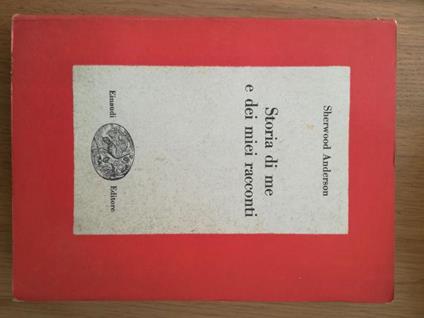 Sherwood Anderson
Storia di me
e dei miei racconti
Einaudi Editore